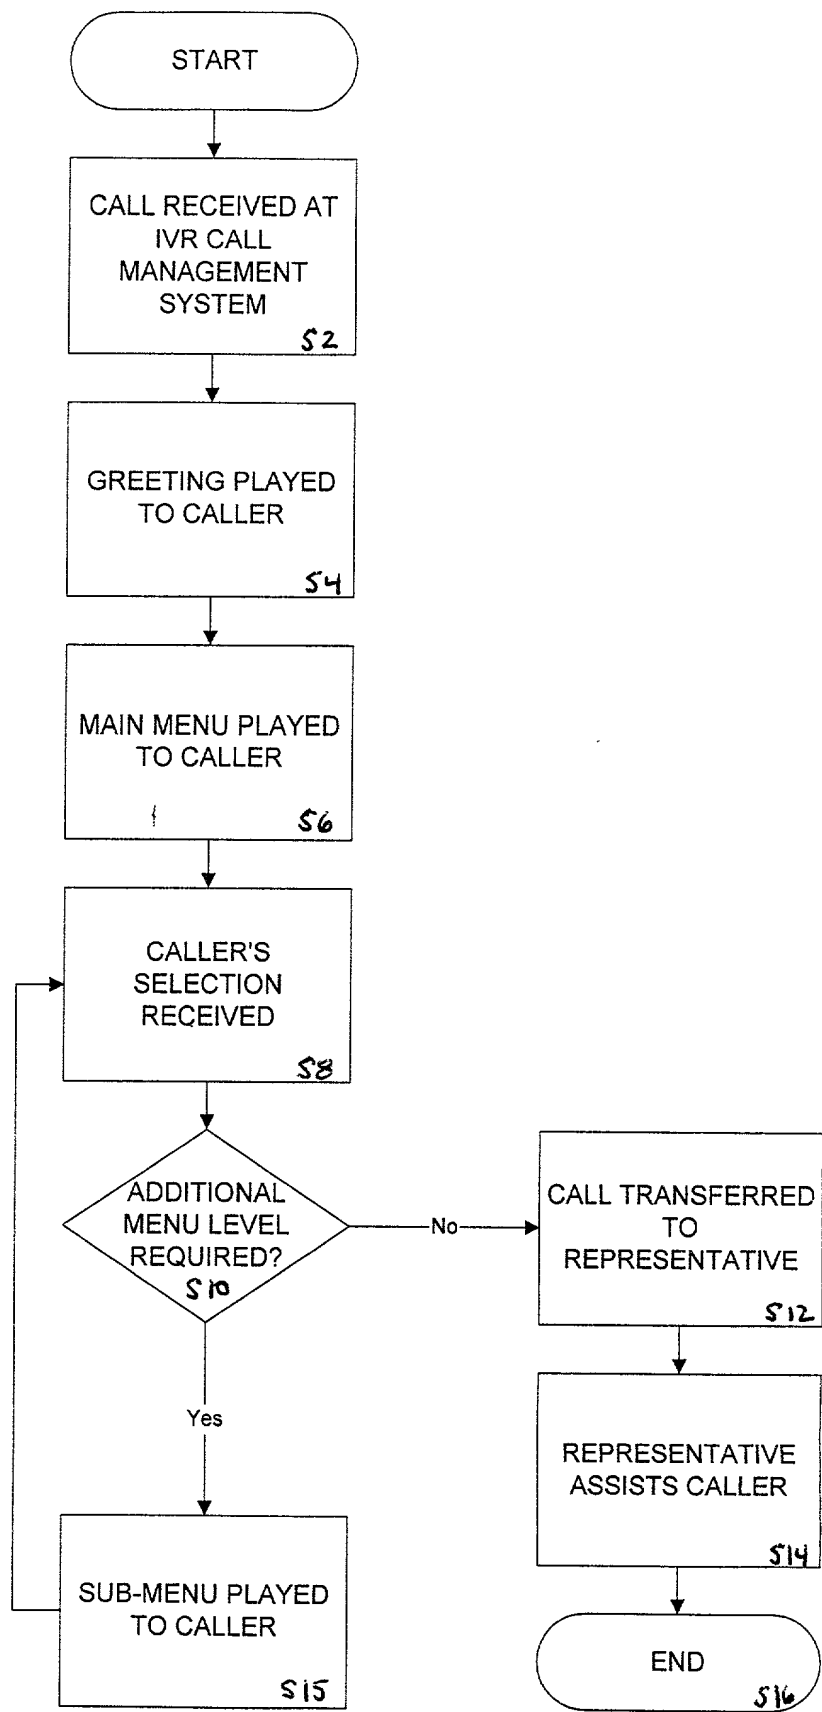 START
CALL RECEIVED AT
IVR CALL
MANAGEMENT
SYSTEM
S2
GREETING PLAYED
TO CALLER
S4
MAIN MENU PLAYED
TO CALLER
S6
CALLER'S
SELECTION
RECEIVED
S8
ADDITIONAL
MENU LEVEL
REQUIRED?
S10
No
CALL TRANSFERRED
TO
REPRESENTATIVE
S12
Yes
REPRESENTATIVE
ASSISTS CALLER
S14
SUB-MENU PLAYED
TO CALLER
S15
END
S16